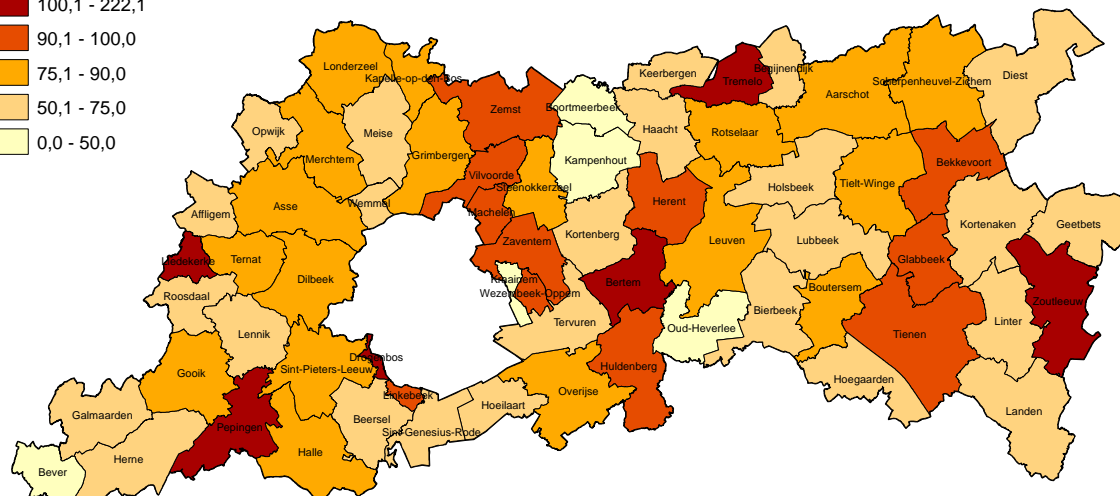 100,1 - 222,1
90,1 - 100,0
75,1 - 90,0
50,1 - 75,0
0,0 - 50,0
Londerzeel
Kapelle-op-den-Bos
Zemst
Boortmeerbeek
Keerbergen
Tremelo
Begijnendijk
Aarschot
Scherpenheuvel-Zichem
Diest
Opwijk
Meise
Merchtem
Grimbergen
Kampenhout
Haacht
Rotselaar
Vilvoorde
Steenokkerzeel
Bekkevoort
Holsbeek
Tielt-Winge
Affligem
Asse
Wemmel
Machelen
Herent
Kortenberg
Zaventem
Leuven
Lubbeek
Kortenaken
Geetbets
Liedekerke
Ternat
Dilbeek
Kraainem
Wezembeek-Oppem
Bertem
Boutersem
Glabbeek
Zoutleeuw
Roosdaal
Lennik
Tervuren
Oud-Heverlee
Bierbeek
Tienen
Linter
Drogenbos
Gooik
Sint-Pieters-Leeuw
Linkebeek
Huldenberg
Overijse
Hoegaarden
Landen
Galmaarden
Pepingen
Beersel
Hoeilaart
Sint-Genesius-Rode
Halle
Herne
Bever